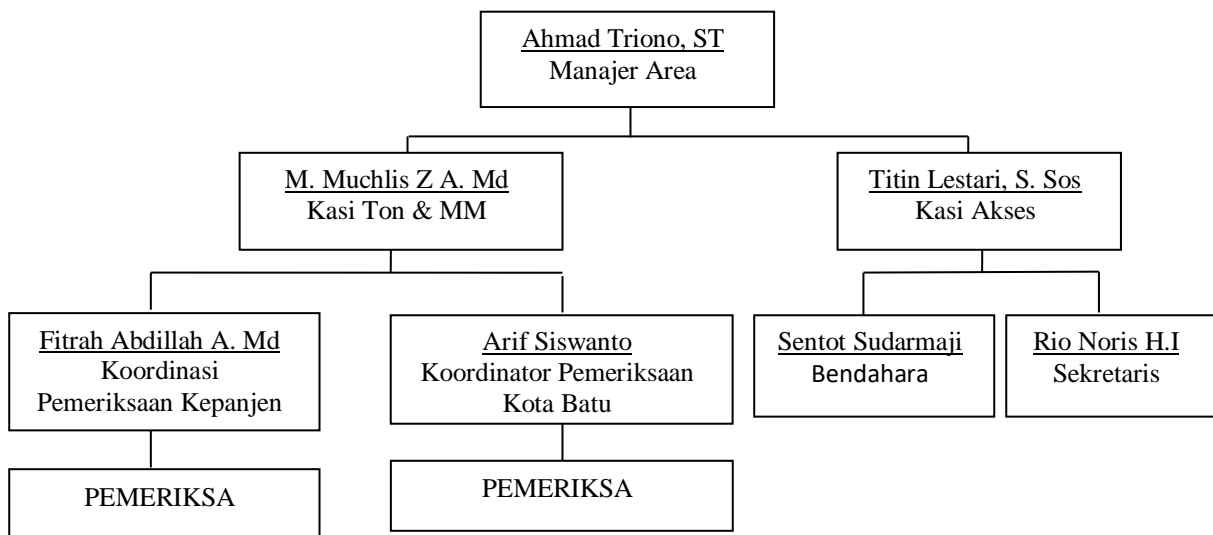 Ahmad Triono, ST
Manajer Area
M. Muchlis Z A. Md
Kasi Ton & MM
Titin Lestari, S. Sos
Kasi Akses
Fitrah Abdillah A. Md
Koordinasi
Pemeriksaan Kepanjen
Arif Siswanto
Koordinator Pemeriksaan
Kota Batu
Sentot Sudarmaji
Bendahara
Rio Noris H.I
Sekretaris
PEMERIKSA
PEMERIKSA